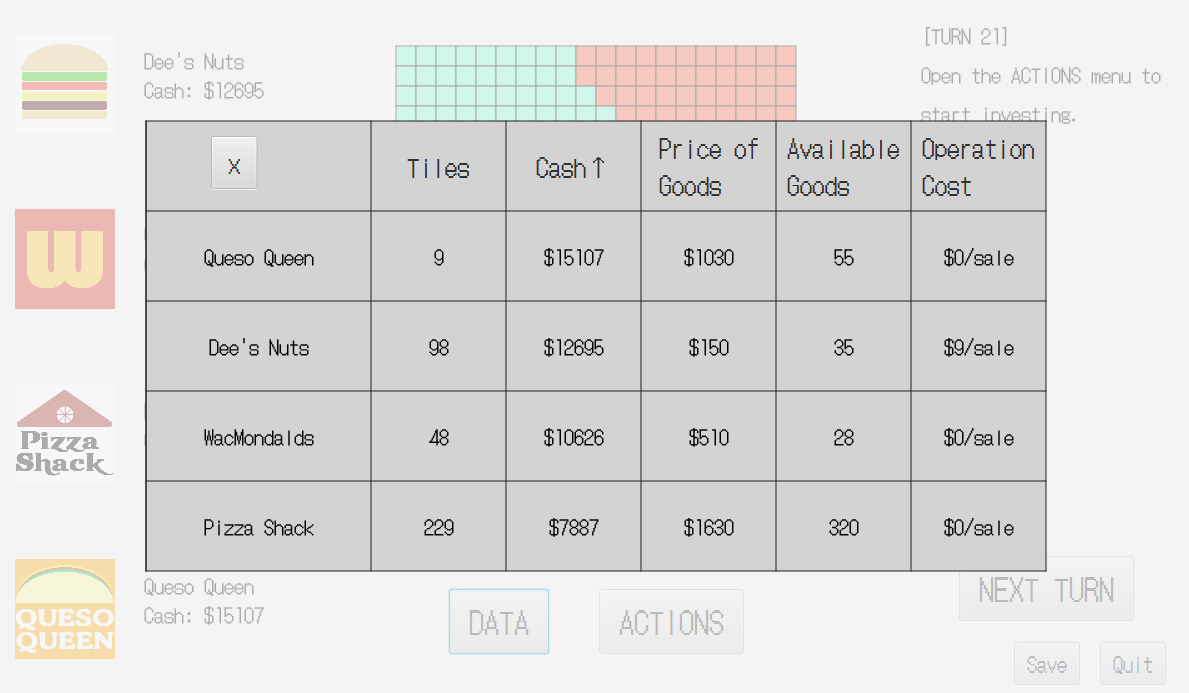 Dee's Nuts
Cash: $12695
[TURN 21]
Open the ACTIONS menu to
start investing.
X Tiles Cash↑ Price of Goods Available Goods Operation Cost
Queso Queen 9 $15107 $1030 55 $0/sale
Dee's Nuts 98 $12695 $150 35 $9/sale
WacMondalds 48 $10626 $510 28 $0/sale
Pizza Shack 229 $7887 $1630 320 $0/sale
W
Pizza
Shack
QUESO
QUEEN
Queso Queen
Cash: $15107
DATA
ACTIONS
NEXT TURN
Save
Quit